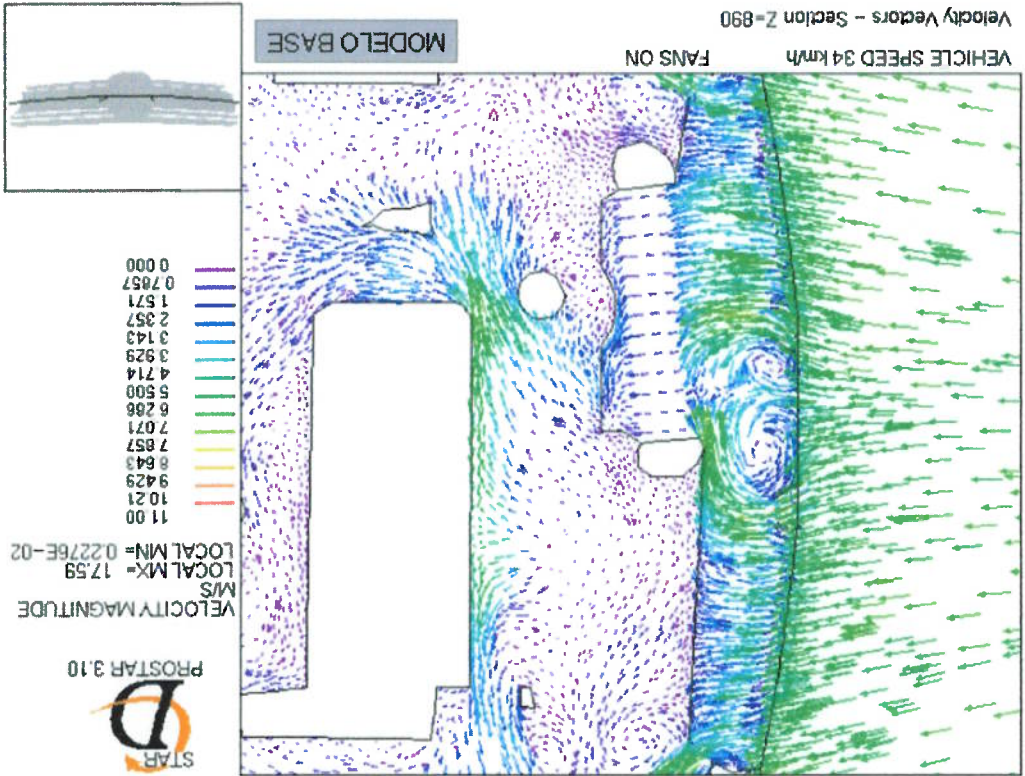 STAR
PROSTAR 3.10
VELOCITY MAGNITUDE
M/S
LOCAL MX= 17.59
LOCAL MN= 0.2276E-02
11.00
10.21
9.429
8.643
7.857
7.071
6.286
5.500
4.714
3.929
3.143
2.357
1.571
0.7857
0.000
MODELO BASE
VEHICLE SPEED 34 km/h FANS ON
Velocity Vectors – Section Z=890